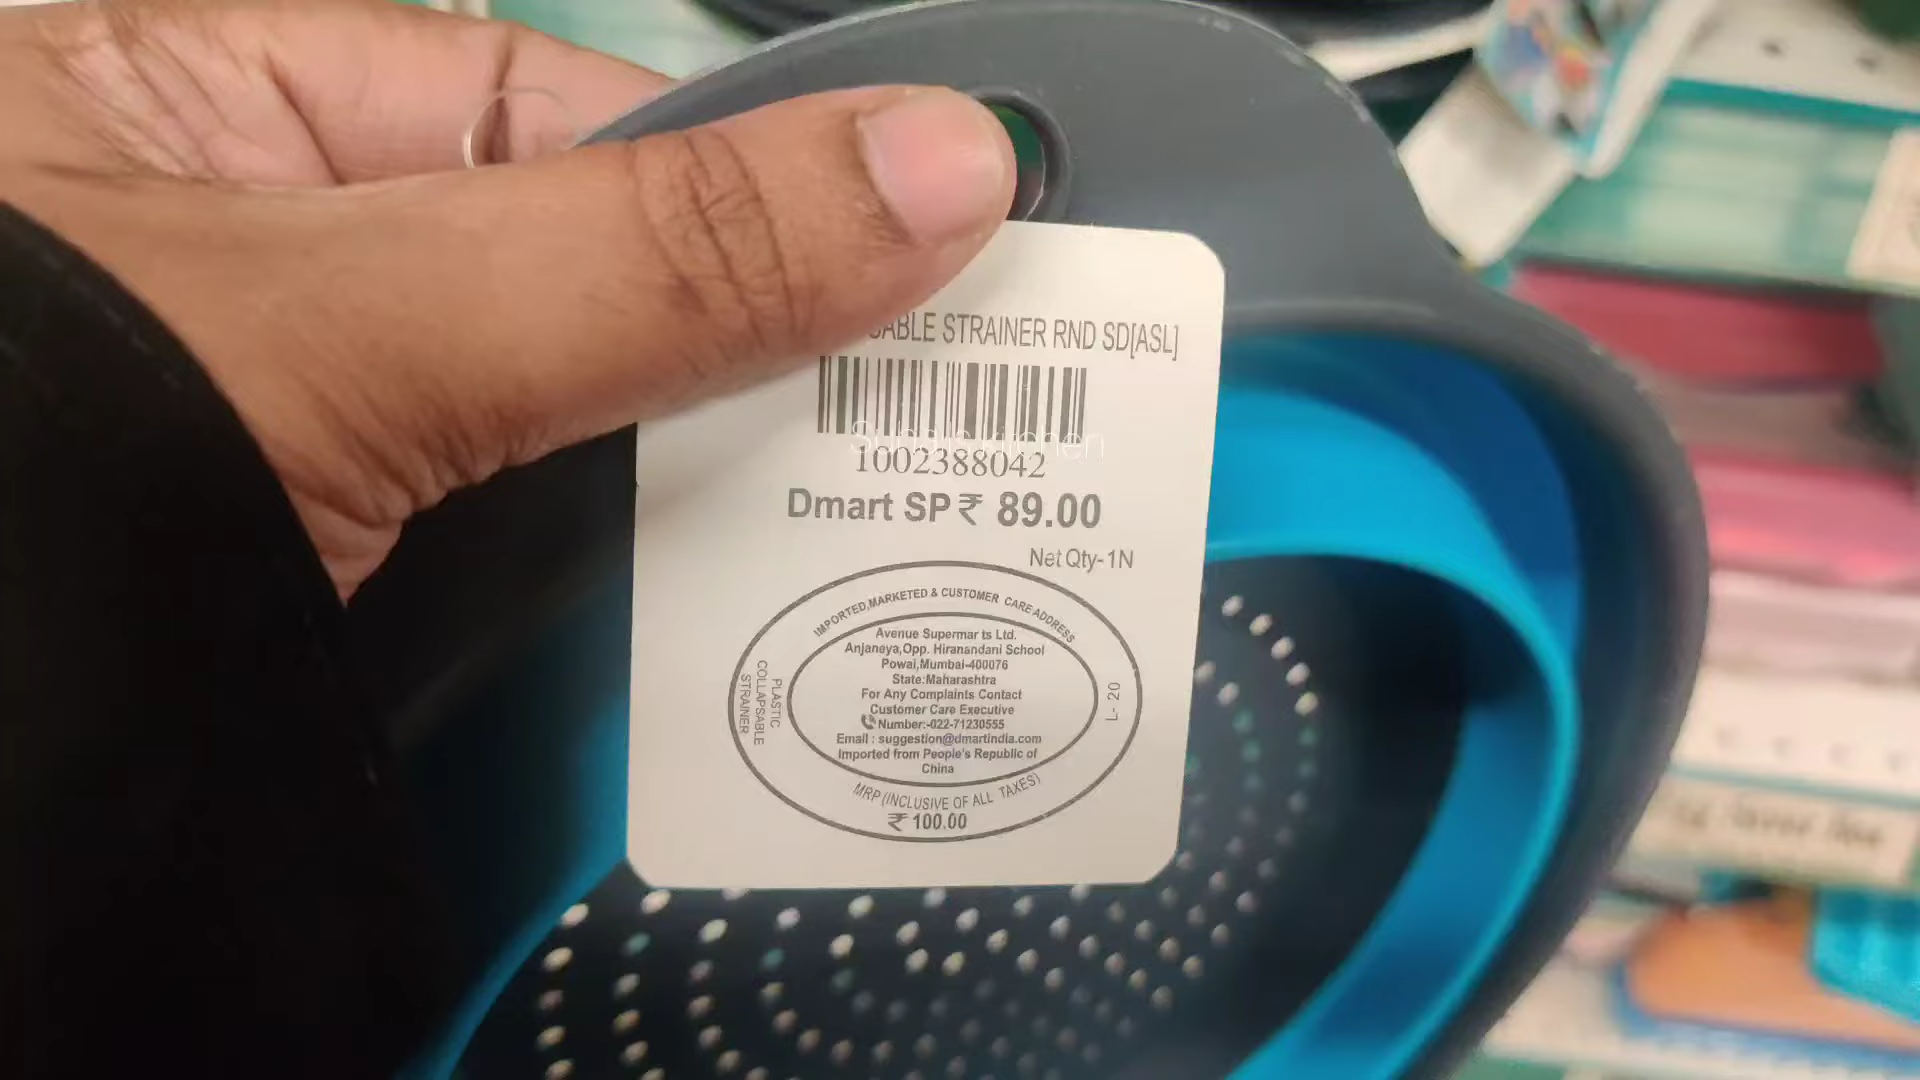 SABLE STRAINER RND SD[ASL]
1002388042
Dmart SP ₹ 89.00
Net Qty-1N
IMPORTED,MARKETED & CUSTOMER CARE ADDRESS
Avenue Supermar ts Ltd.
Anjaneya,Opp. Hiranandani School
Powai,Mumbai-400076
State:Maharashtra
For Any Complaints Contact
Customer Care Executive
Number:-022-71230555
Email : suggestion@dmartindia.com
Imported from People's Republic of
China
PLASTIC
COLLAPSABLE
STRAINER
L- 20
MRP (INCLUSIVE OF ALL TAXES)
₹ 100.00